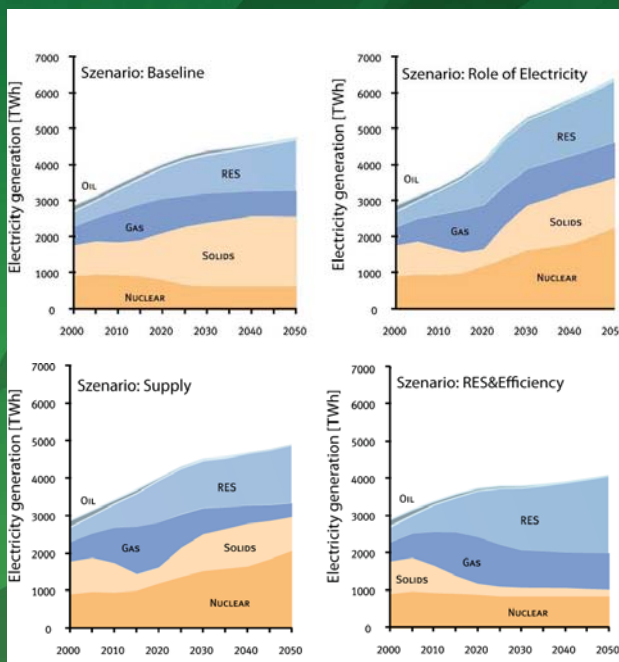 Szenario: Baseline
Electricity generation [TWh]
7000
6000
5000
4000
3000
2000
1000
0
OIL
RES
GAS
SOLIDS
NUCLEAR
2000 2010 2020 2030 2040 2050
Szenario: Role of Electricity
Electricity generation [TWh]
7000
6000
5000
4000
3000
2000
1000
0
OIL
RES
GAS
SOLIDS
NUCLEAR
2000 2010 2020 2030 2040 2050
Szenario: Supply
Electricity generation [TWh]
7000
6000
5000
4000
3000
2000
1000
0
OIL
RES
GAS
SOLIDS
NUCLEAR
2000 2010 2020 2030 2040 2050
Szenario: RES&Efficiency
Electricity generation [TWh]
7000
6000
5000
4000
3000
2000
1000
0
OIL
RES
GAS
SOLIDS
NUCLEAR
2000 2010 2020 2030 2040 2050